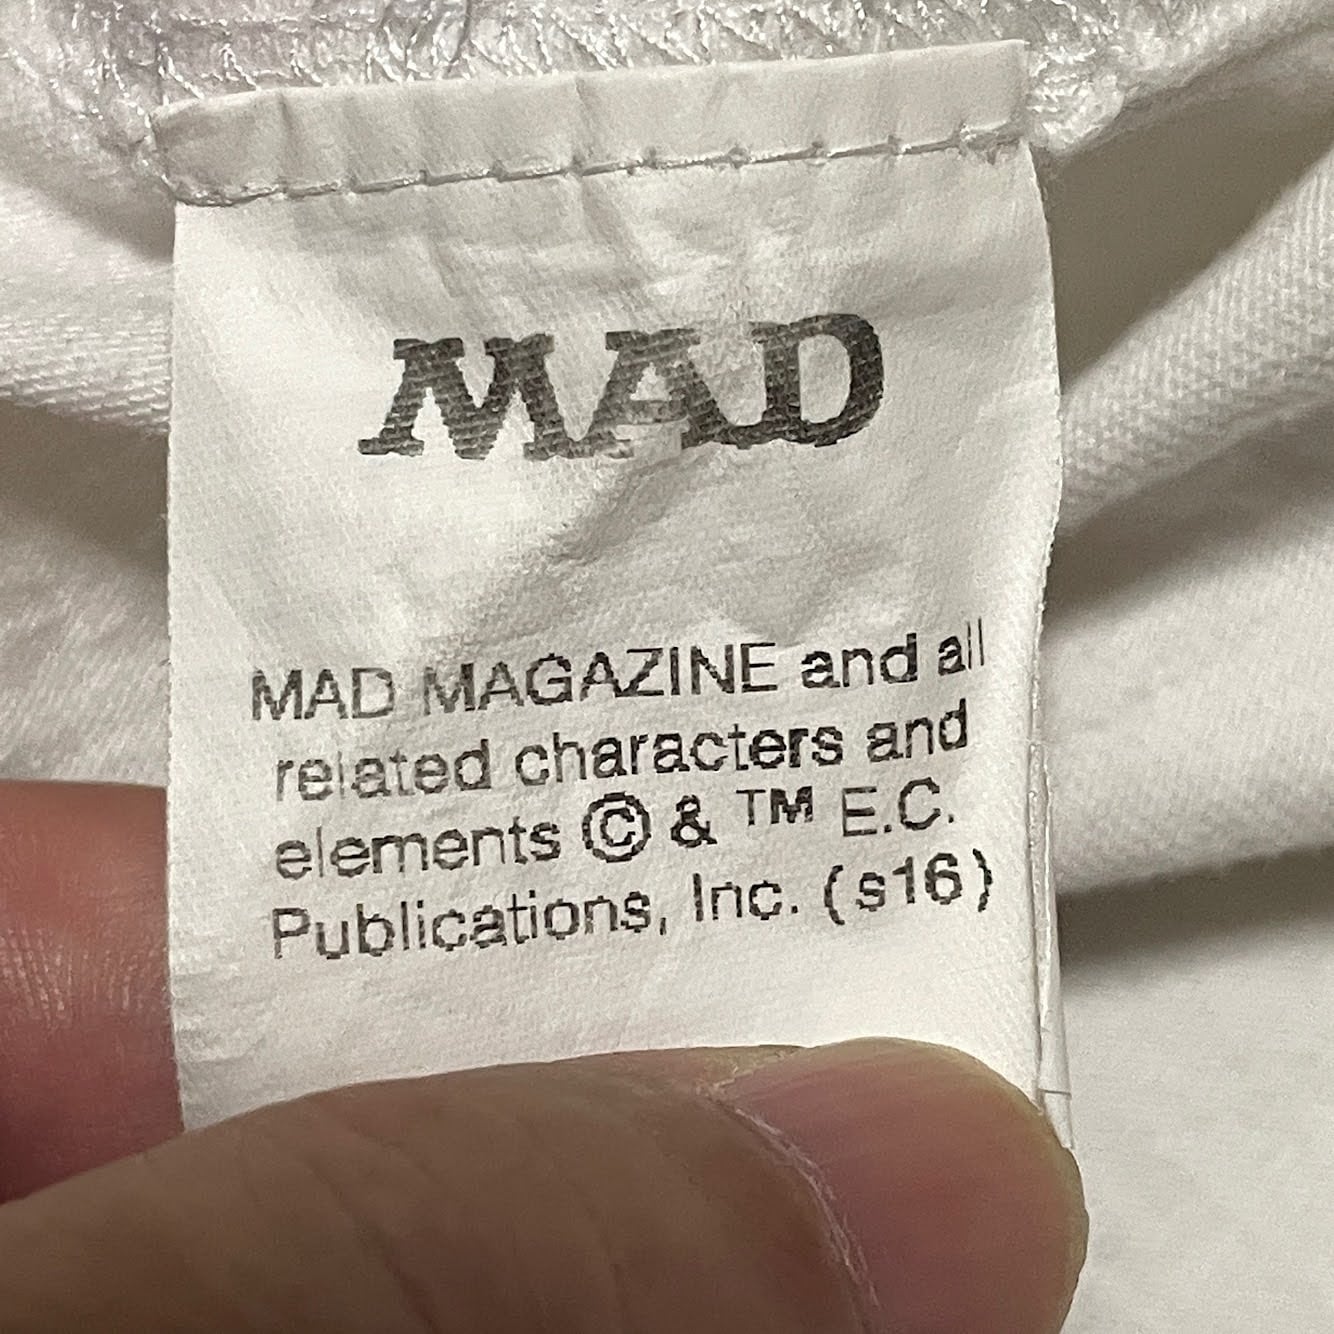 MAD
MAD MAGAZINE and all
related characters and
elements © & ™ E.C.
Publications, Inc. (s16)